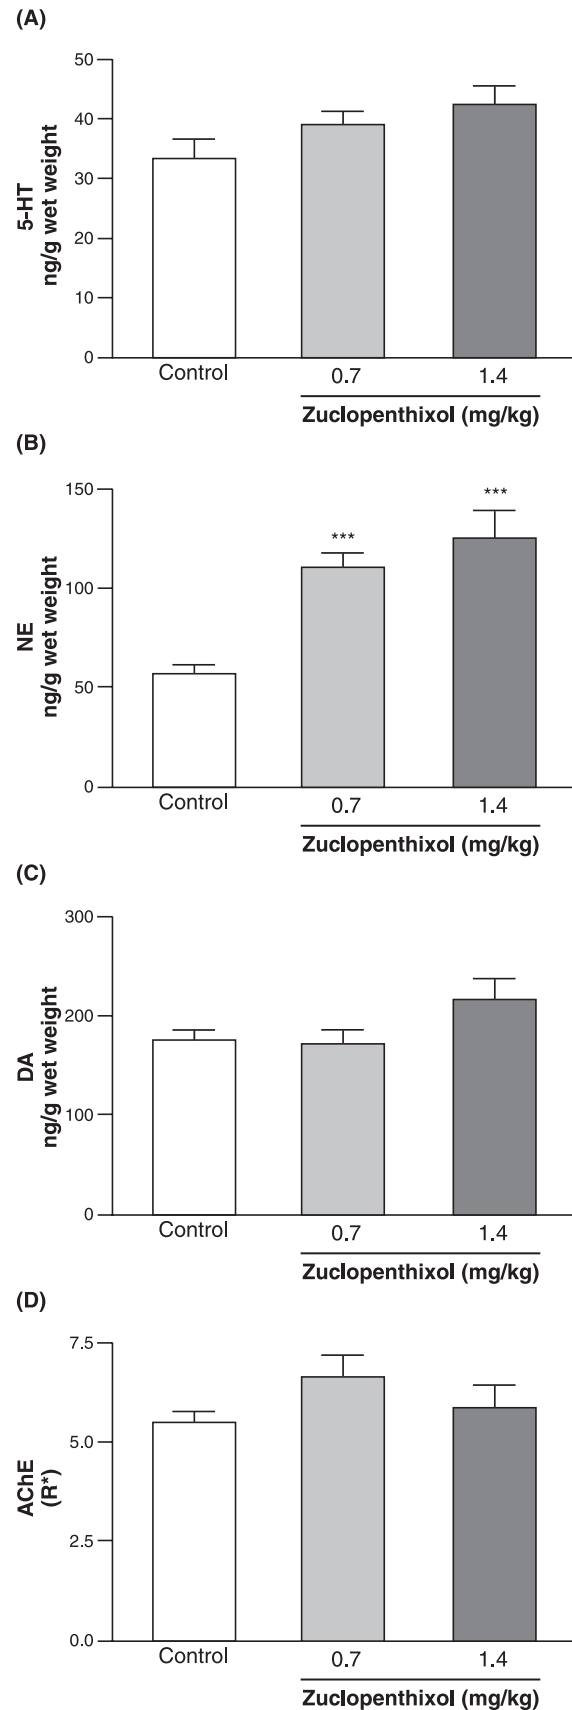 (A)
50
40
30
20
10
0
5-HT
ng/g wet weight
Control
0.7
1.4
Zuclopenthixol (mg/kg)
(B)
150
100
50
0
NE
ng/g wet weight
***
***
Control
0.7
1.4
Zuclopenthixol (mg/kg)
(C)
300
200
100
0
DA
ng/g wet weight
Control
0.7
1.4
Zuclopenthixol (mg/kg)
(D)
7.5
5.0
2.5
0.0
AChE
(R*)
Control
0.7
1.4
Zuclopenthixol (mg/kg)